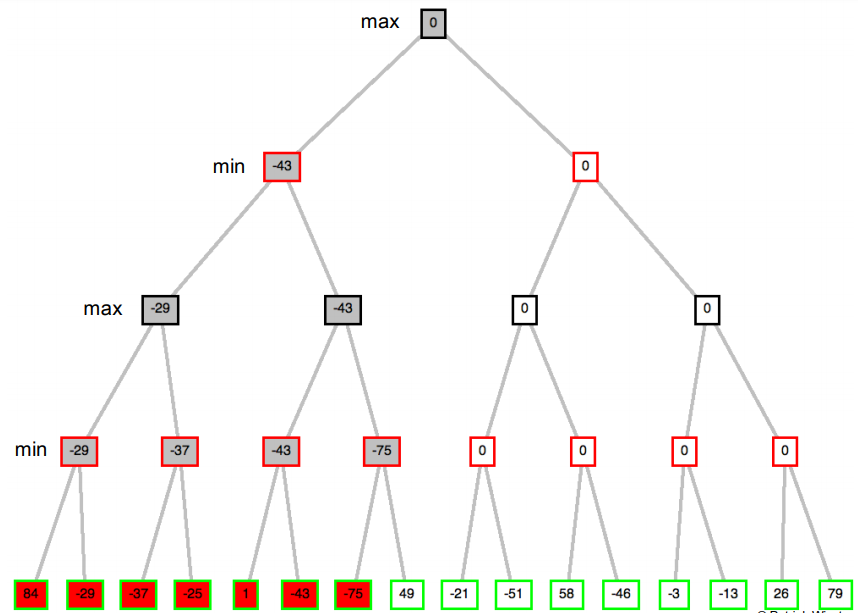 max 0
min -43 0
max -29 -43 0 0
min -29 -37 -43 -75 0 0 0 0
84 -29 -37 -25 1 -43 -75 49 -21 -51 58 -46 -3 -13 26 79